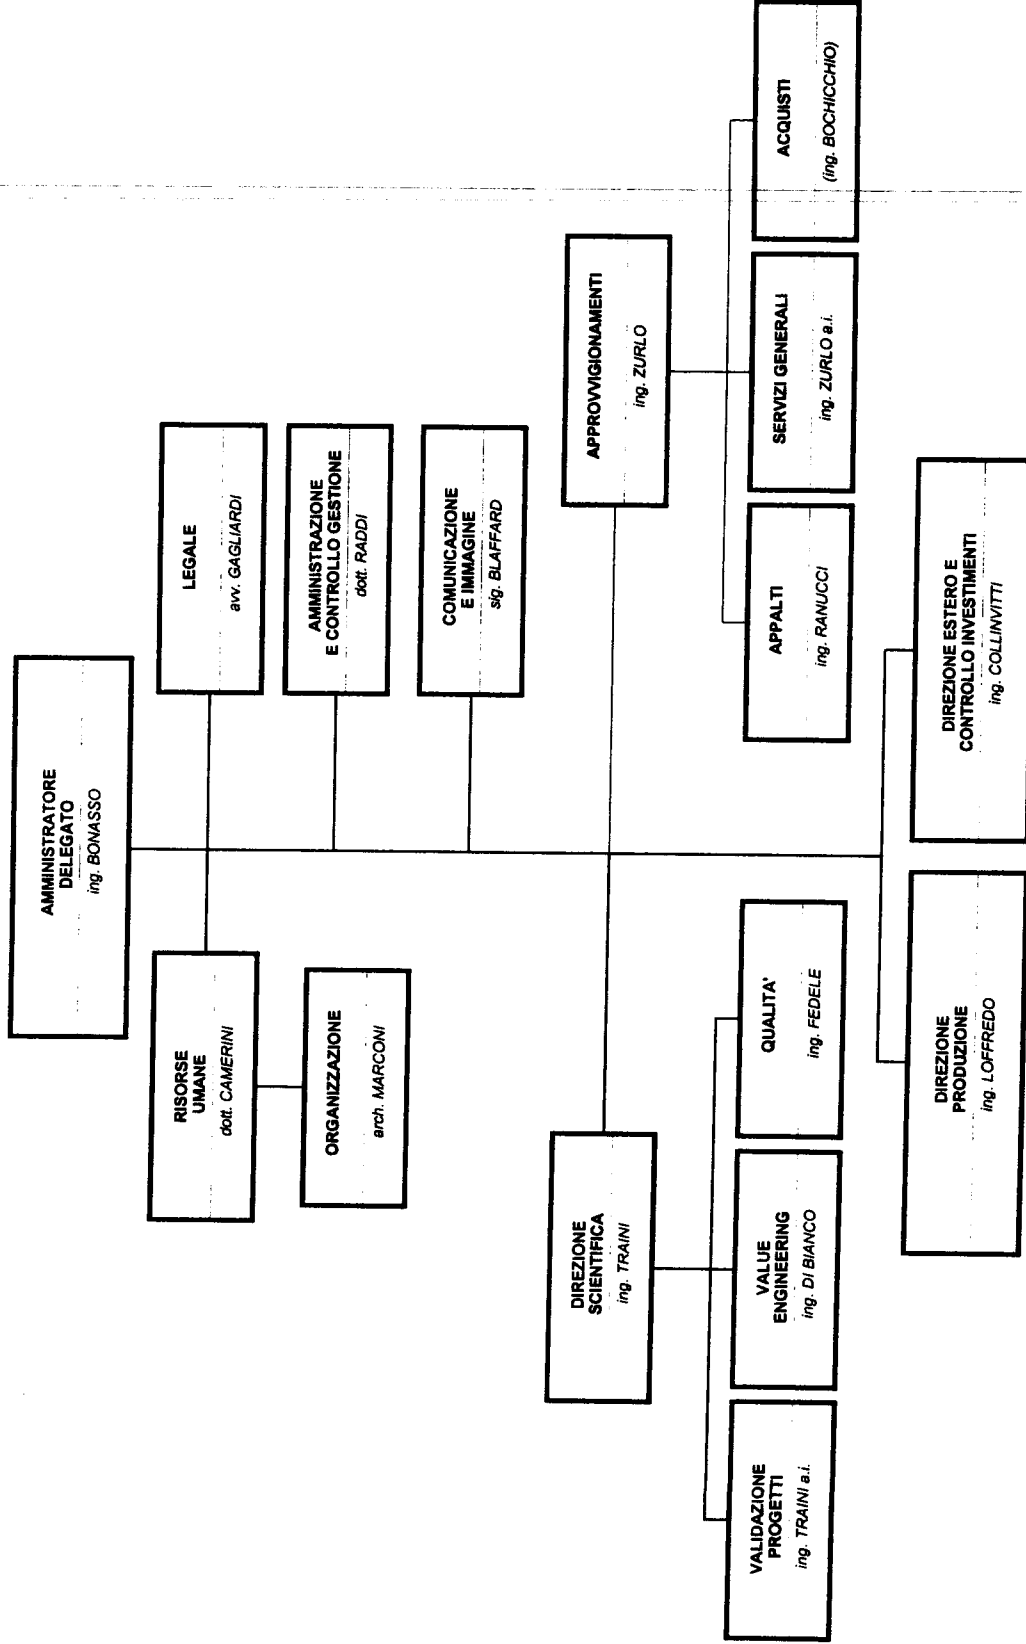 AMMINISTRATORE
DELEGATO
ing. BONASSO
RISORSE
UMANE
dott. CAMERINI
LEGALE
avv. GAGLIARDI
ORGANIZZAZIONE
arch. MARCONI
AMMINISTRAZIONE
E CONTROLLO GESTIONE
dott. RADDI
COMUNICAZIONE
E IMMAGINE
sig. BLAFFARD
DIREZIONE
SCIENTIFICA
ing. TRAINI
APPROVVIGIONAMENTI
ing. ZURLO
VALIDAZIONE
PROGETTI
ing. TRAINI a.i.
VALUE
ENGINEERING
ing. DI BIANCO
QUALITA'
ing. FEDELE
APPALTI
ing. RANUCCI
SERVIZI GENERALI
ing. ZURLO a.i.
ACQUISTI
(ing. BOCHICCHIO)
DIREZIONE
PRODUZIONE
ing. LOFFREDO
DIREZIONE ESTERO E
CONTROLLO INVESTIMENTI
ing. COLLINVITTI